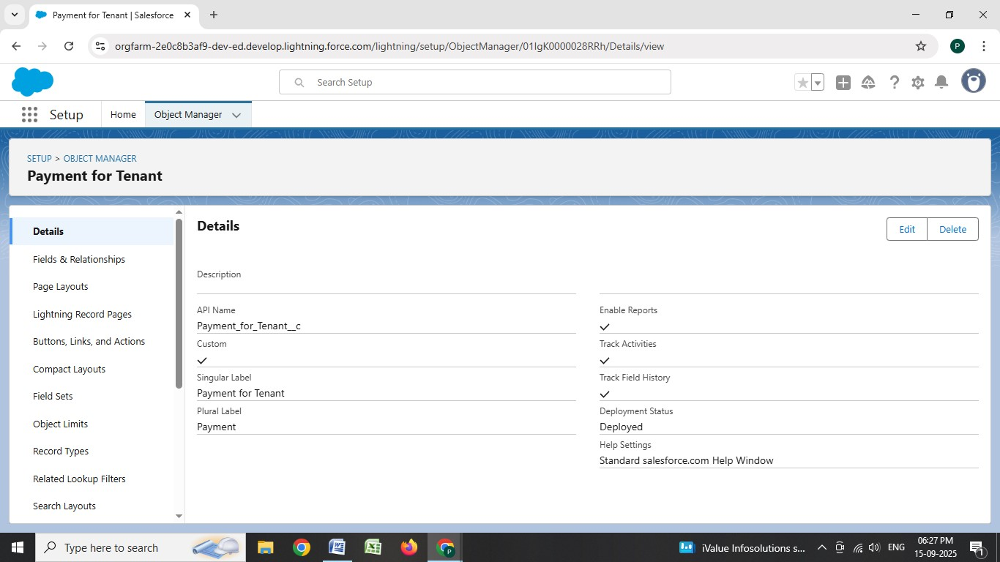 Payment for Tenant | Salesforce
orgfarm-2e0c8b3af9-dev-ed.develop.lightning.force.com/lightning/setup/ObjectManager/01IgK0000028RRh/Details/view
P
Search Setup
Setup
Home
Object Manager
SETUP > OBJECT MANAGER
Payment for Tenant
Details
Fields & Relationships
Page Layouts
Lightning Record Pages
Buttons, Links, and Actions
Compact Layouts
Field Sets
Object Limits
Record Types
Related Lookup Filters
Search Layouts
Details
Edit
Delete
Description
API Name
Payment_for_Tenant__c
Custom
Singular Label
Payment for Tenant
Plural Label
Payment
Enable Reports
Track Activities
Track Field History
Deployment Status
Deployed
Help Settings
Standard salesforce.com Help Window
Type here to search
P
iValue Infosolutions s...
ENG
06:27 PM
15-09-2025
1